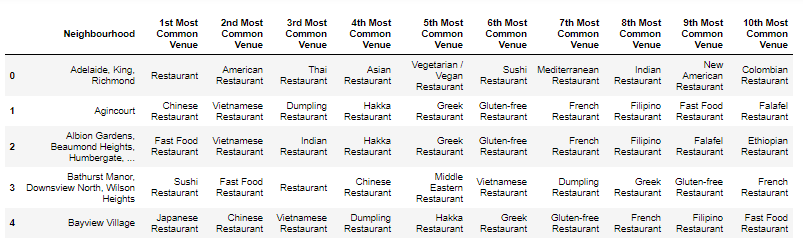 Neighbourhood 1st Most Common Venue 2nd Most Common Venue 3rd Most Common Venue 4th Most Common Venue 5th Most Common Venue 6th Most Common Venue 7th Most Common Venue 8th Most Common Venue 9th Most Common Venue 10th Most Common Venue
0 Adelaide, King, Richmond Restaurant American Restaurant Thai Restaurant Asian Restaurant Vegetarian / Vegan Restaurant Sushi Restaurant Mediterranean Restaurant Indian Restaurant New American Restaurant Colombian Restaurant
1 Agincourt Chinese Restaurant Vietnamese Restaurant Dumpling Restaurant Hakka Restaurant Greek Restaurant Gluten-free Restaurant French Restaurant Filipino Restaurant Fast Food Restaurant Falafel Restaurant
2 Albion Gardens, Beaumond Heights, Humbergate, ... Fast Food Restaurant Vietnamese Restaurant Indian Restaurant Hakka Restaurant Greek Restaurant Gluten-free Restaurant French Restaurant Filipino Restaurant Falafel Restaurant Ethiopian Restaurant
3 Bathurst Manor, Downsview North, Wilson Heights Sushi Restaurant Fast Food Restaurant Restaurant Chinese Restaurant Middle Eastern Restaurant Vietnamese Restaurant Dumpling Restaurant Greek Restaurant Gluten-free Restaurant French Restaurant
4 Bayview Village Japanese Restaurant Chinese Restaurant Vietnamese Restaurant Dumpling Restaurant Hakka Restaurant Greek Restaurant Gluten-free Restaurant French Restaurant Filipino Restaurant Fast Food Restaurant